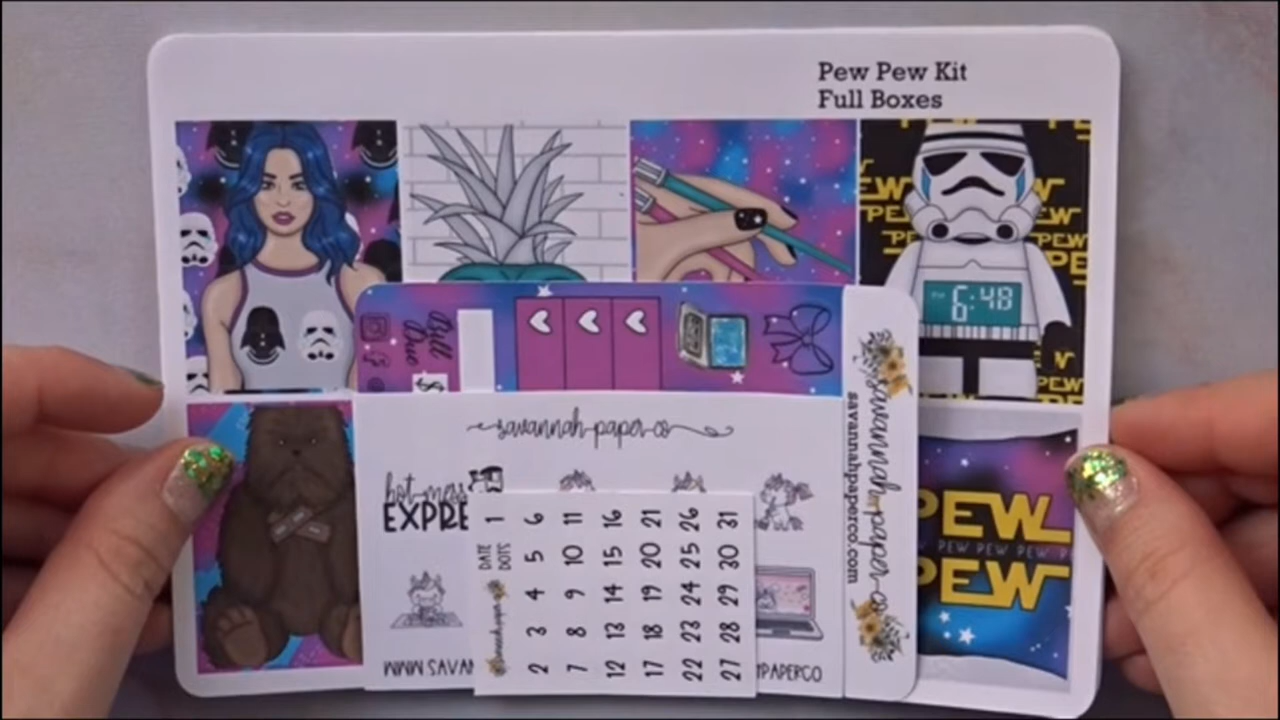 Pew Pew Kit
Full Boxes
PEW
6:48
Bill
Due
$
savannah-paper-co
savannah-paper-co
savannahpaperco.com
hot mess
EXPRE
DATE
DOTS
1 6 11 16 21 26 31
5 10 15 20 25 30
4 9 14 19 24 29
3 8 13 18 23 28
2 7 12 17 22 27
PEW
PEW PEW PEW PEW P
PEW
WWW.SAVAN
PAPERCO